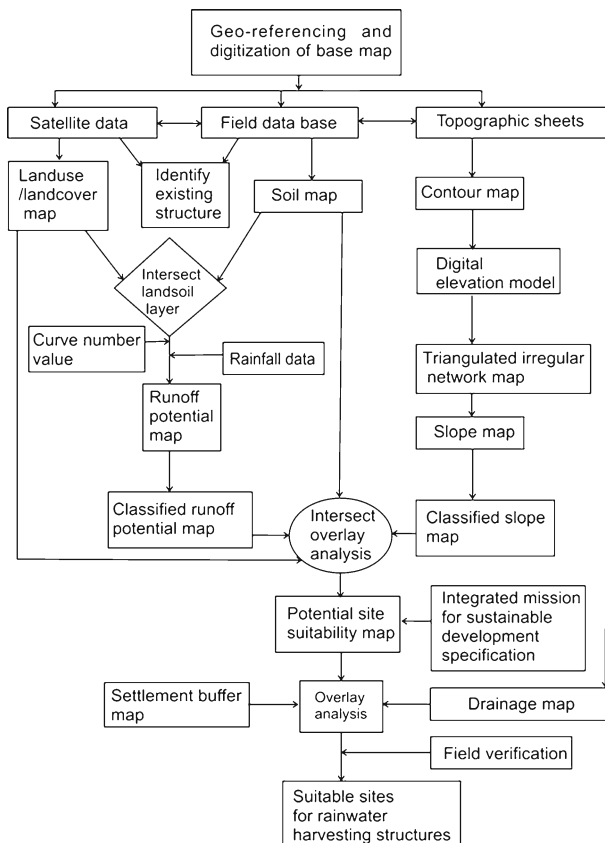 Geo-referencing and
digitization of base map
Satellite data
Field data base
Topographic sheets
Landuse
/landcover
map
Identify
existing
structure
Soil map
Contour map
Intersect
landsoil
layer
Digital
elevation model
Curve number
value
Rainfall data
Triangulated irregular
network map
Runoff
potential
map
Slope map
Classified runoff
potential map
Intersect
overlay
analysis
Classified slope
map
Potential site
suitability map
Integrated mission
for sustainable
development
specification
Settlement buffer
map
Overlay
analysis
Drainage map
Field verification
Suitable sites
for rainwater
harvesting structures